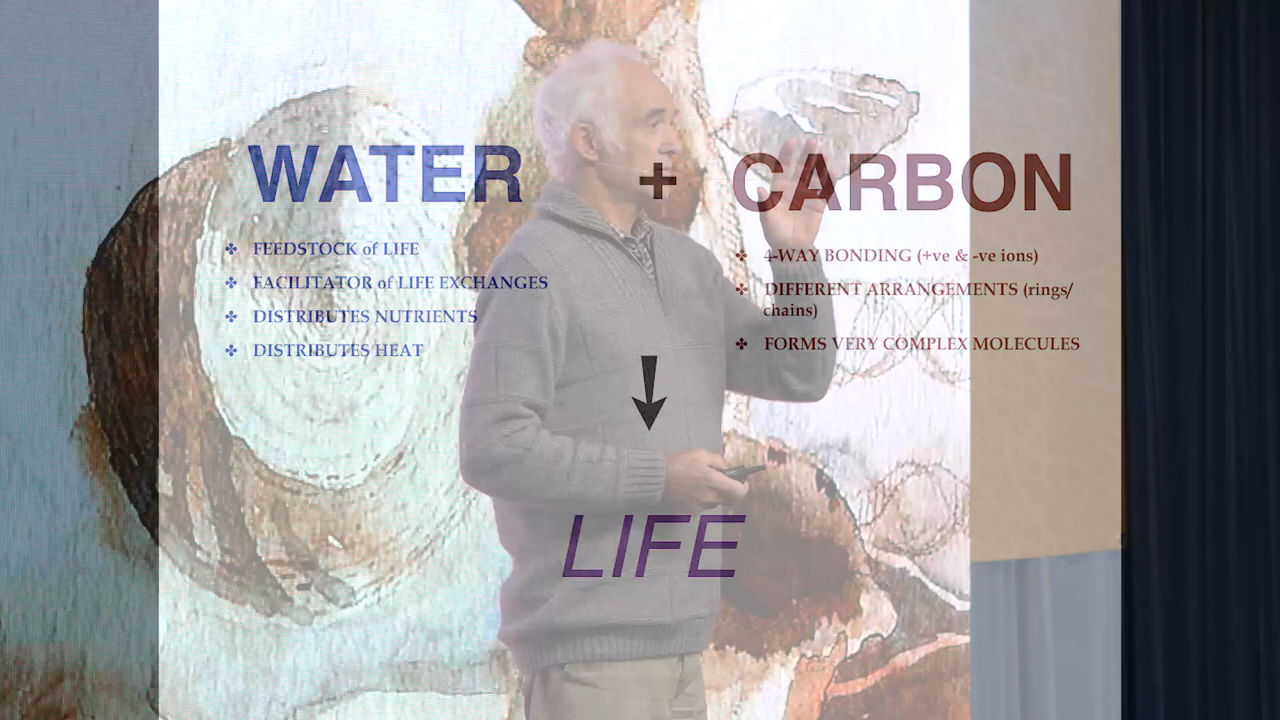 WATER + CARBON
✤ FEEDSTOCK of LIFE
✤ FACILITATOR of LIFE EXCHANGES
✤ DISTRIBUTES NUTRIENTS
✤ DISTRIBUTES HEAT
✤ 4-WAY BONDING (+ve & -ve ions)
✤ DIFFERENT ARRANGEMENTS (rings/
chains)
✤ FORMS VERY COMPLEX MOLECULES
LIFE